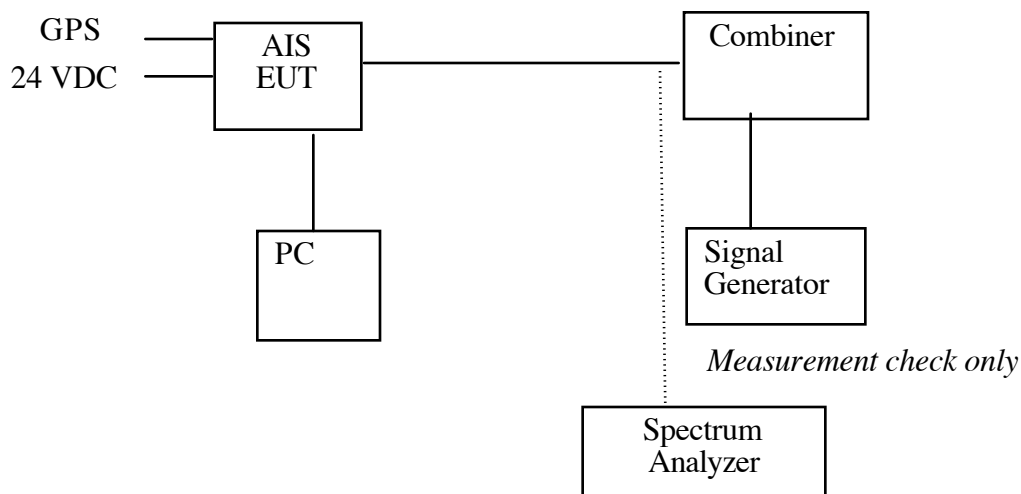 GPS
24 VDC
AIS
EUT
Combiner
PC
Signal
Generator
Measurement check only
Spectrum
Analyzer